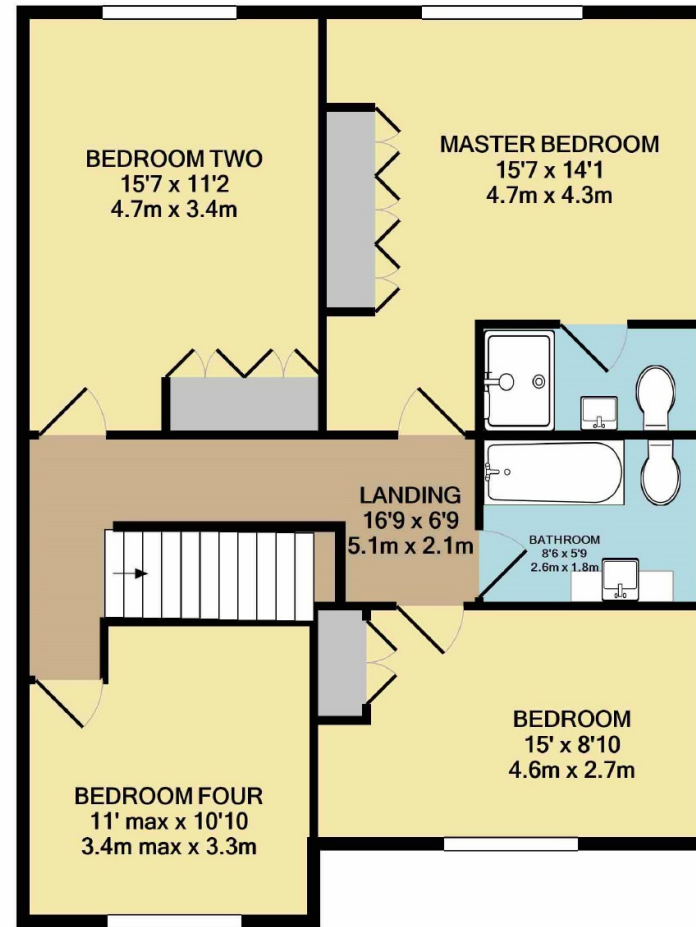 BEDROOM TWO
15'7 x 11'2
4.7m x 3.4m
MASTER BEDROOM
15'7 x 14'1
4.7m x 4.3m
LANDING
16'9 x 6'9
5.1m x 2.1m
BATHROOM
8'6 x 5'9
2.6m x 1.8m
BEDROOM
15' x 8'10
4.6m x 2.7m
BEDROOM FOUR
11' max x 10'10
3.4m max x 3.3m